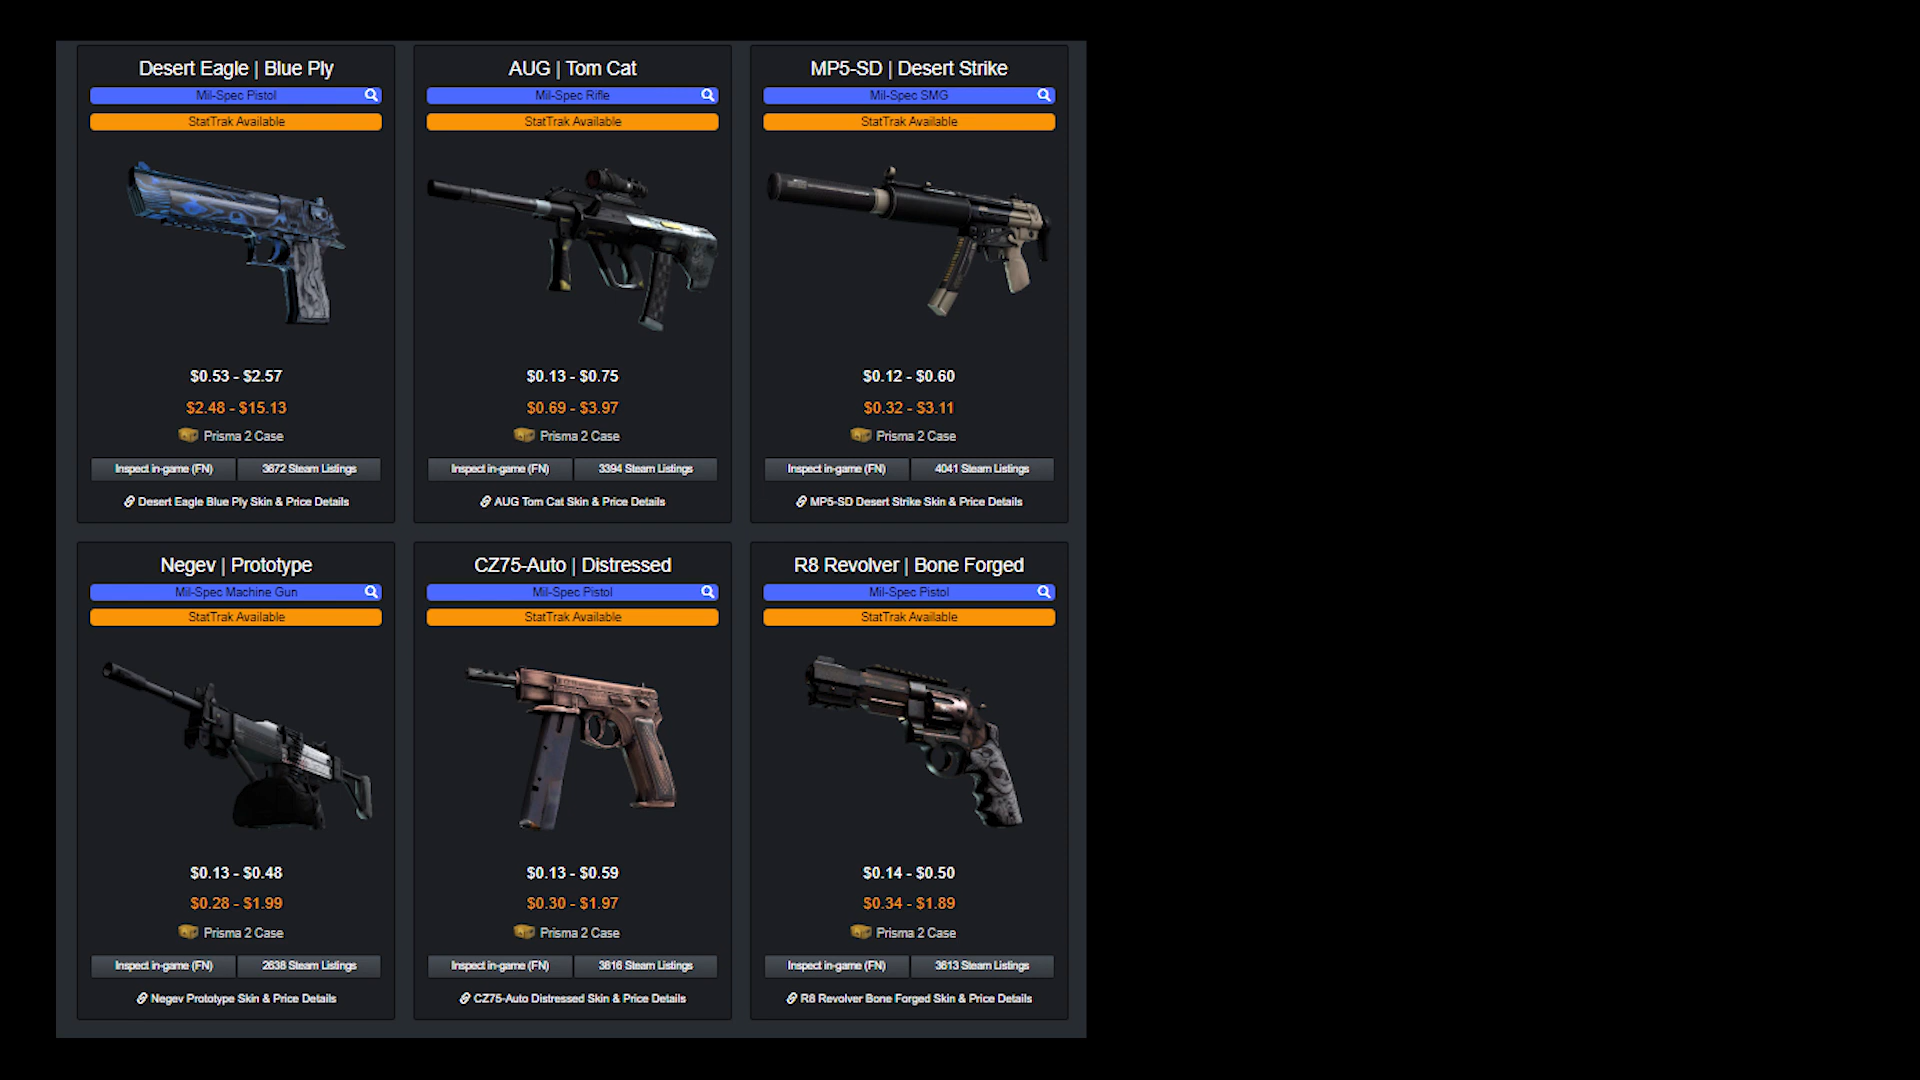 Desert Eagle | Blue Ply
Mil-Spec Pistol
StatTrak Available
$0.53 - $2.57
$2.48 - $15.13
Prisma 2 Case
Inspect in-game (FN)
3672 Steam Listings
Desert Eagle Blue Ply Skin & Price Details
AUG | Tom Cat
Mil-Spec Rifle
StatTrak Available
$0.13 - $0.75
$0.69 - $3.97
Prisma 2 Case
Inspect in-game (FN)
3394 Steam Listings
AUG Tom Cat Skin & Price Details
MP5-SD | Desert Strike
Mil-Spec SMG
StatTrak Available
$0.12 - $0.60
$0.32 - $3.11
Prisma 2 Case
Inspect in-game (FN)
4041 Steam Listings
MP5-SD Desert Strike Skin & Price Details
Negev | Prototype
Mil-Spec Machine Gun
StatTrak Available
$0.13 - $0.48
$0.28 - $1.99
Prisma 2 Case
Inspect in-game (FN)
2638 Steam Listings
Negev Prototype Skin & Price Details
CZ75-Auto | Distressed
Mil-Spec Pistol
StatTrak Available
$0.13 - $0.59
$0.30 - $1.97
Prisma 2 Case
Inspect in-game (FN)
3816 Steam Listings
CZ75-Auto Distressed Skin & Price Details
R8 Revolver | Bone Forged
Mil-Spec Pistol
StatTrak Available
$0.14 - $0.50
$0.34 - $1.89
Prisma 2 Case
Inspect in-game (FN)
3613 Steam Listings
R8 Revolver Bone Forged Skin & Price Details